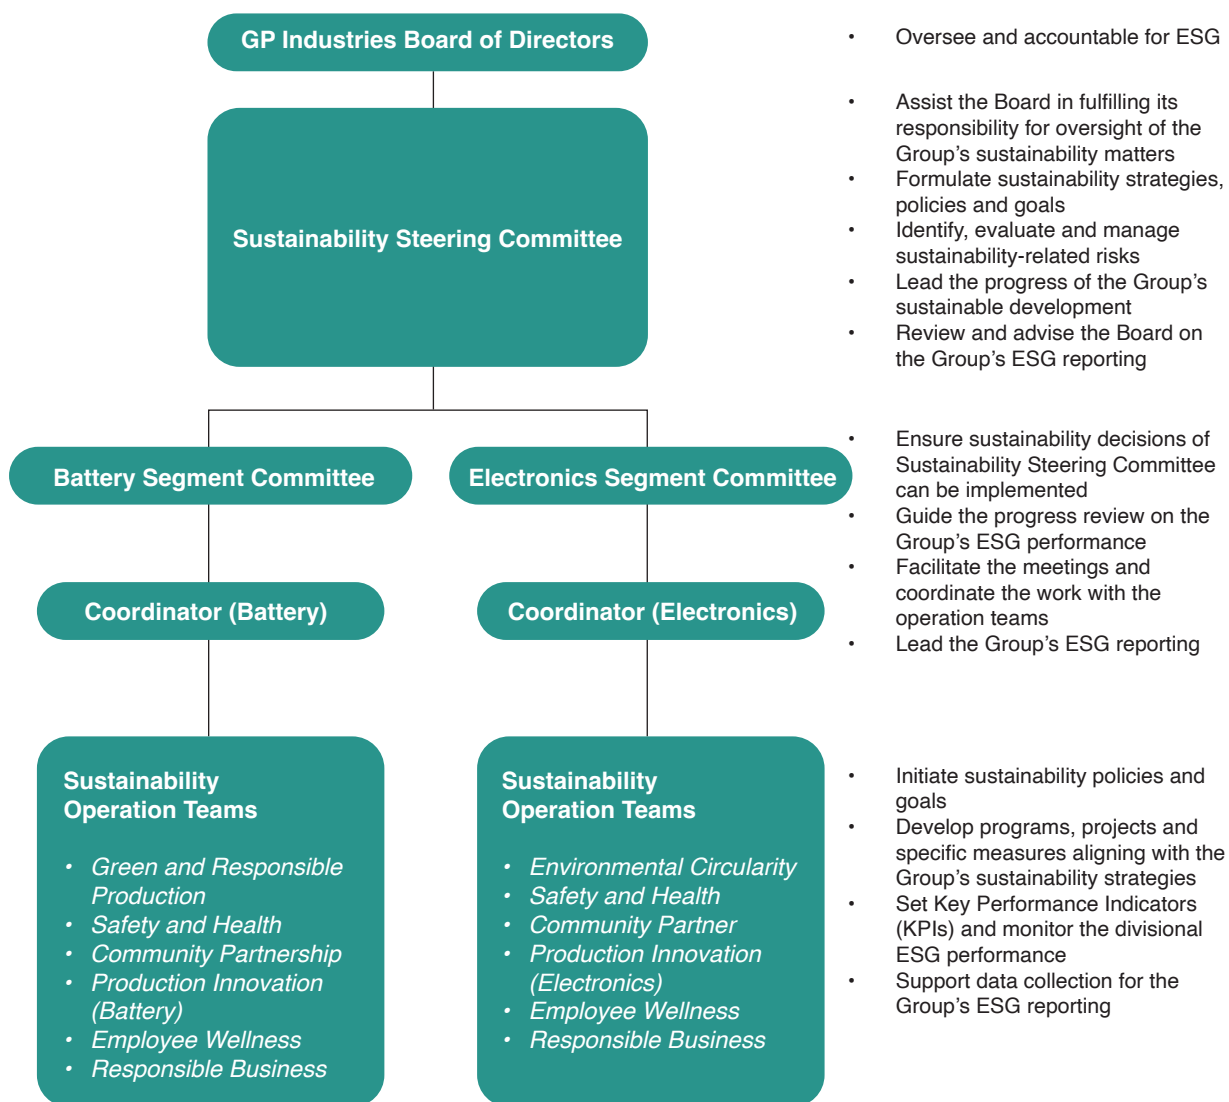 GP Industries Board of Directors
• Oversee and accountable for ESG
Sustainability Steering Committee
• Assist the Board in fulfilling its
responsibility for oversight of the
Group’s sustainability matters
• Formulate sustainability strategies,
policies and goals
• Identify, evaluate and manage
sustainability-related risks
• Lead the progress of the Group’s
sustainable development
• Review and advise the Board on
the Group’s ESG reporting
Battery Segment Committee
Electronics Segment Committee
Coordinator (Battery)
Coordinator (Electronics)
• Ensure sustainability decisions of
Sustainability Steering Committee
can be implemented
• Guide the progress review on the
Group’s ESG performance
• Facilitate the meetings and
coordinate the work with the
operation teams
• Lead the Group’s ESG reporting
Sustainability
Operation Teams
• Green and Responsible
Production
• Safety and Health
• Community Partnership
• Production Innovation
(Battery)
• Employee Wellness
• Responsible Business
Sustainability
Operation Teams
• Environmental Circularity
• Safety and Health
• Community Partner
• Production Innovation
(Electronics)
• Employee Wellness
• Responsible Business
• Initiate sustainability policies and
goals
• Develop programs, projects and
specific measures aligning with the
Group’s sustainability strategies
• Set Key Performance Indicators
(KPIs) and monitor the divisional
ESG performance
• Support data collection for the
Group’s ESG reporting